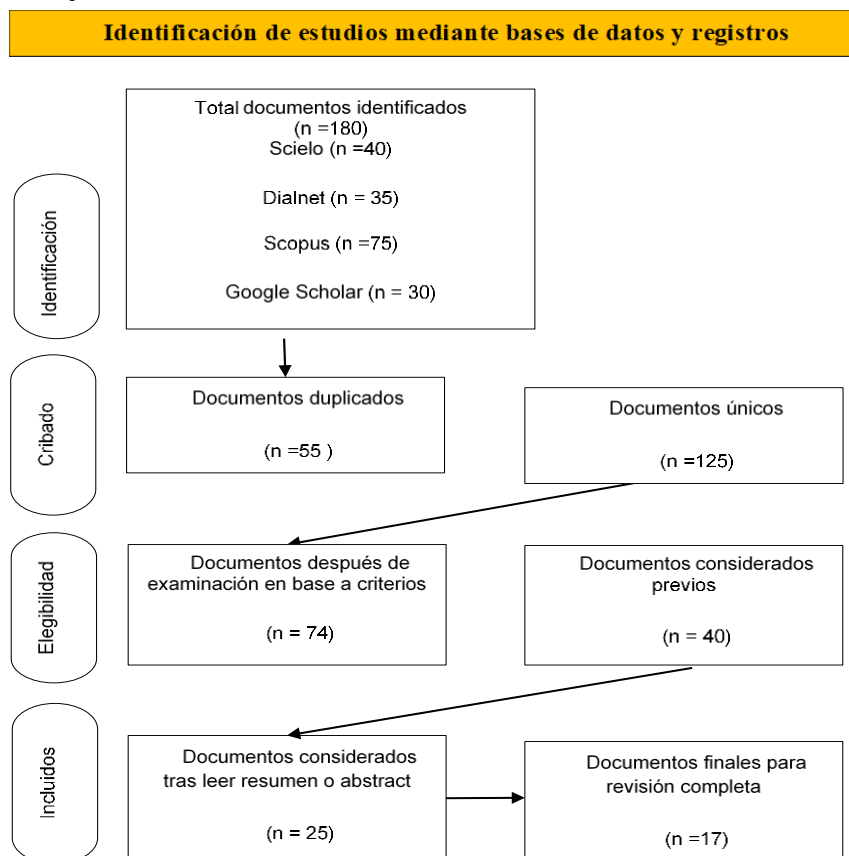 Identificación de estudios mediante bases de datos y registros
Identificación
Total documentos identificados
(n =180)
Scielo (n =40)
Dialnet (n = 35)
Scopus (n =75)
Google Scholar (n = 30)
Cribado
Documentos duplicados
(n =55 )
Documentos únicos
(n =125)
Elegibilidad
Documentos después de
examinación en base a criterios
(n = 74)
Documentos considerados
previos
(n = 40)
Incluidos
Documentos considerados
tras leer resumen o abstract
(n = 25)
Documentos finales para
revisión completa
(n =17)